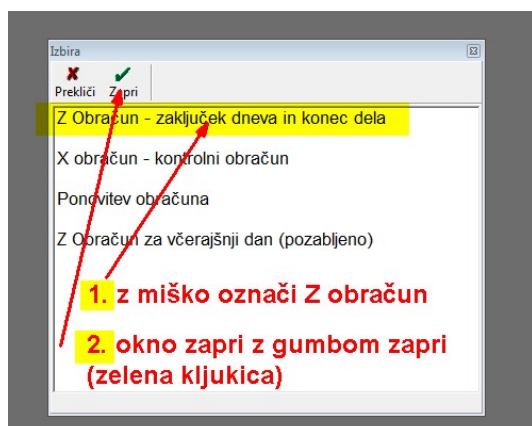 Izbira
Prekliči Zapri
Z Obračun - zaključek dneva in konec dela
X obračun - kontrolni obračun
Ponovitev obračuna
Z Obračun za včerajšnji dan (pozabljeno)
1. z miško označi Z obračun
2. okno zapri z gumbom zapri
(zelena kljukica)